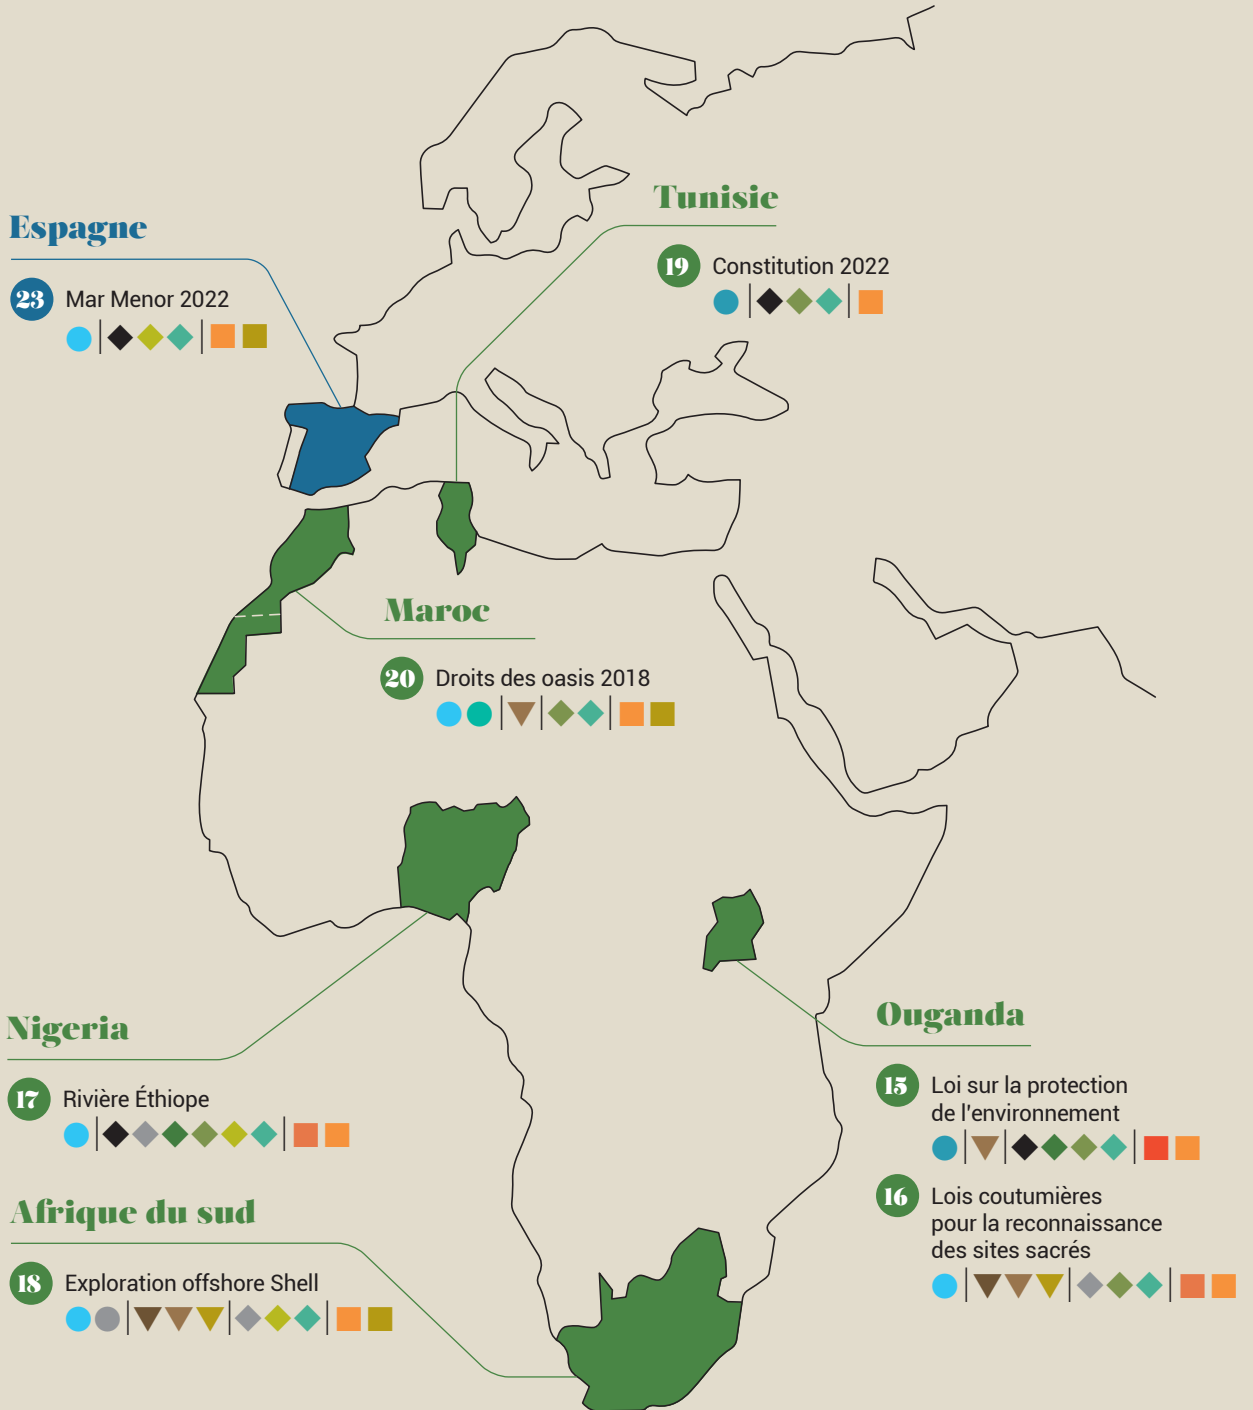 Espagne
23 Mar Menor 2022
Tunisie
19 Constitution 2022
Maroc
20 Droits des oasis 2018
Nigeria
17 Rivière Éthiope
Afrique du sud
18 Exploration offshore Shell
Ouganda
15 Loi sur la protection
de l'environnement
16 Lois coutumières
pour la reconnaissance
des sites sacrés